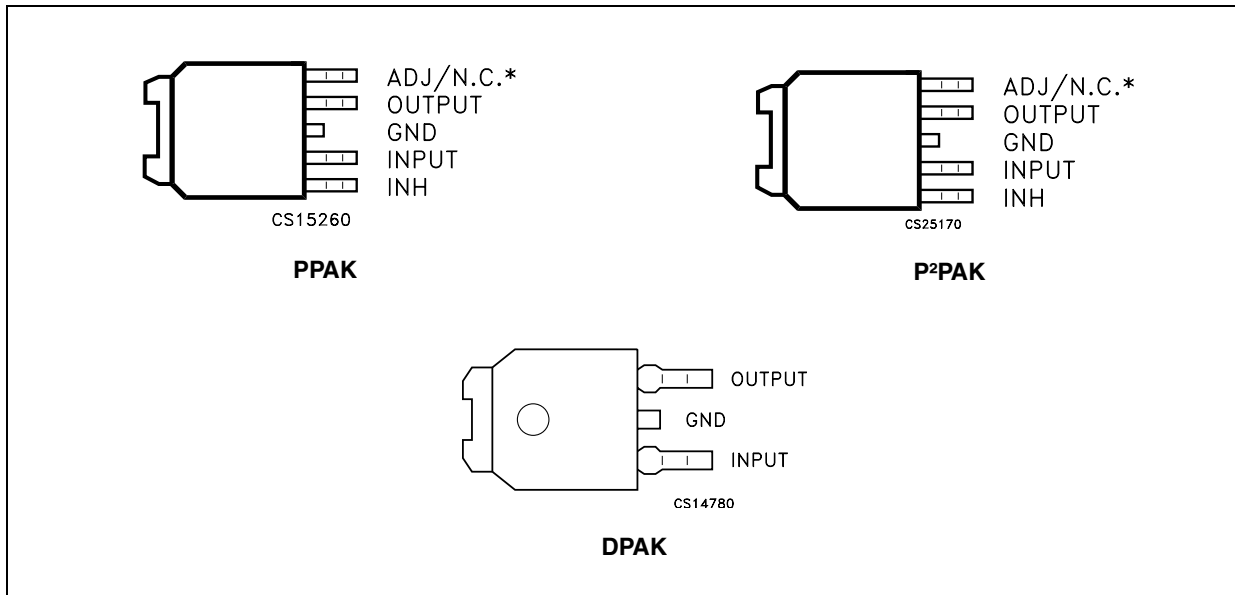 ADJ/N.C.*
OUTPUT
GND
INPUT
INH
CS15260
PPAK
ADJ/N.C.*
OUTPUT
GND
INPUT
INH
CS25170
P²PAK
OUTPUT
GND
INPUT
CS14780
DPAK